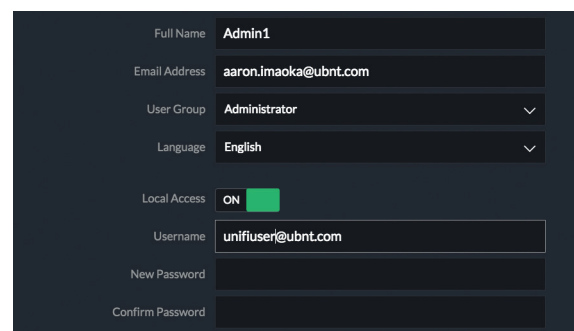 Full Name Admin1
Email Address aaron.imaoka@ubnt.com
User Group Administrator
Language English
Local Access ON
Username unifiuser@ubnt.com
New Password
Confirm Password